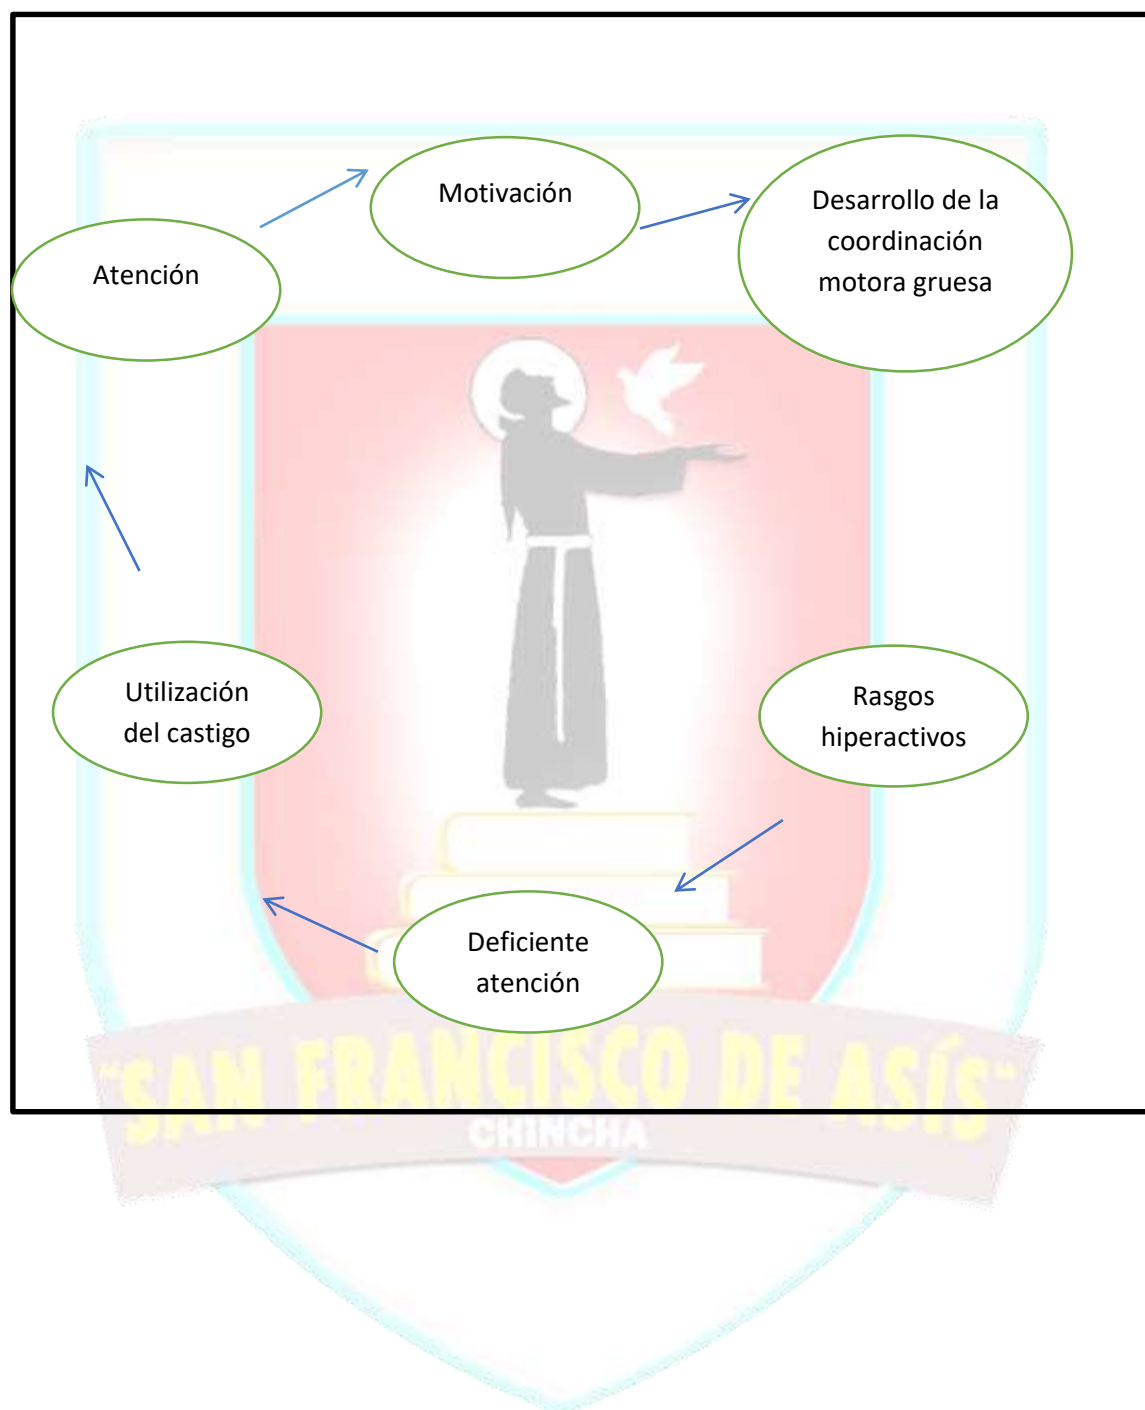 Motivación
Desarrollo de la
coordinación
motora gruesa
Atención
Utilización
del castigo
Rasgos
hiperactivos
Deficiente
atención
"SAN FRANCISCO DE ASÍS"
CHINCHA